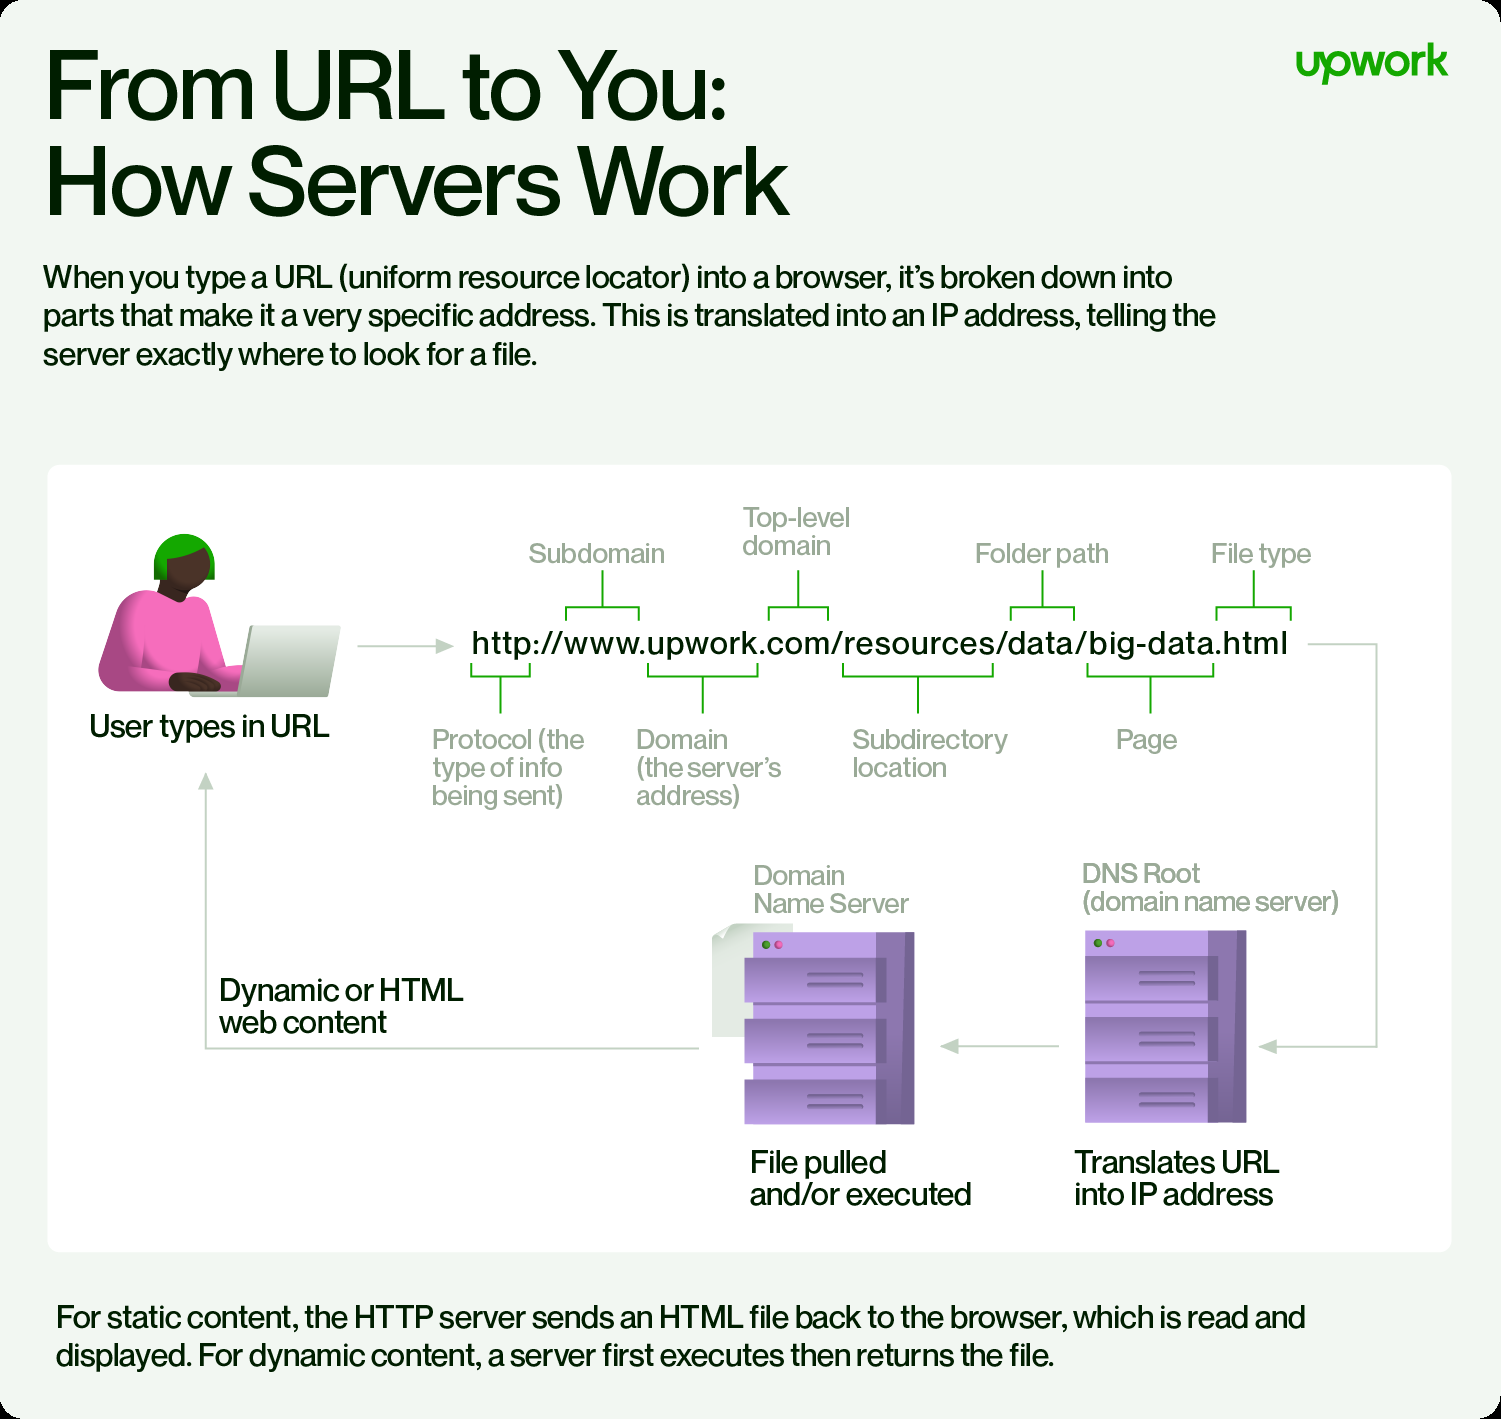 From URL to You:
How Servers Work
upwork
When you type a URL (uniform resource locator) into a browser, it's broken down into
parts that make it a very specific address. This is translated into an IP address, telling the
server exactly where to look for a file.
Subdomain
Top-level
domain
Folder path
File type
http://www.upwork.com/resources/data/big-data.html
User types in URL
Protocol (the
type of info
being sent)
Domain
(the server's
address)
Subdirectory
location
Page
Domain
Name Server
DNS Root
(domain name server)
Dynamic or HTML
web content
File pulled
and/or executed
Translates URL
into IP address
For static content, the HTTP server sends an HTML file back to the browser, which is read and
displayed. For dynamic content, a server first executes then returns the file.